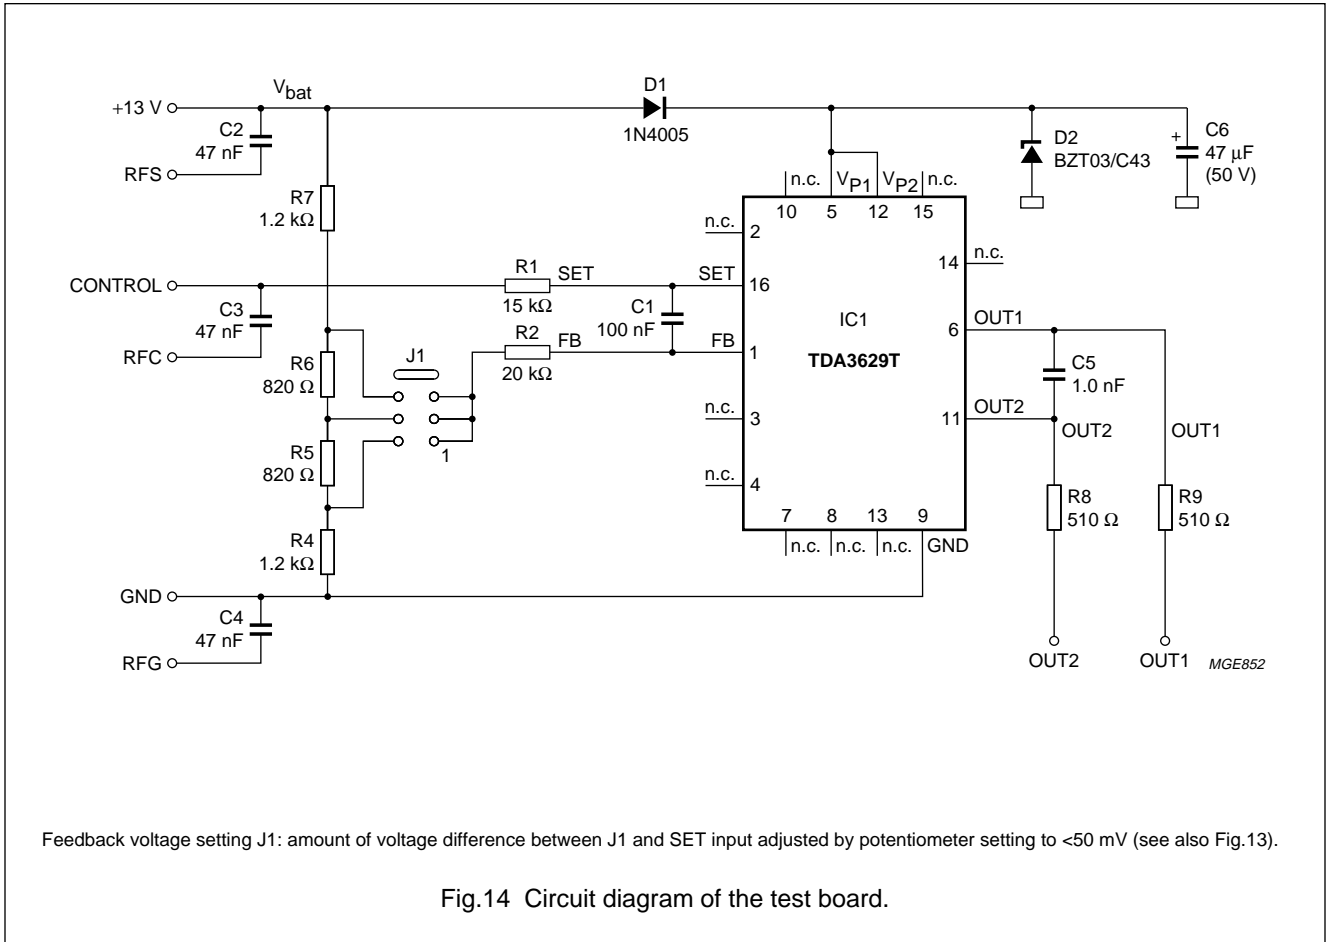 +13 V
Vbat
C2
47 nF
RFS
R7
1.2 kΩ
D1
1N4005
D2
BZT03/C43
+
C6
47 μF
(50 V)
n.c.
VP1
VP2
n.c.
10
5
12
15
n.c.
2
14
n.c.
CONTROL
C3
47 nF
RFC
R1
SET
15 kΩ
SET
16
C1
100 nF
R2
FB
20 kΩ
FB
1
IC1
TDA3629T
6
OUT1
C5
1.0 nF
R6
820 Ω
J1
n.c.
3
11
OUT2
OUT2
OUT1
R5
820 Ω
1
n.c.
4
R8
510 Ω
R9
510 Ω
R4
1.2 kΩ
7
8
13
9
n.c.
n.c.
n.c.
GND
GND
C4
47 nF
RFG
OUT2
OUT1
MGE852
Feedback voltage setting J1: amount of voltage difference between J1 and SET input adjusted by potentiometer setting to <50 mV (see also Fig.13).
Fig.14 Circuit diagram of the test board.